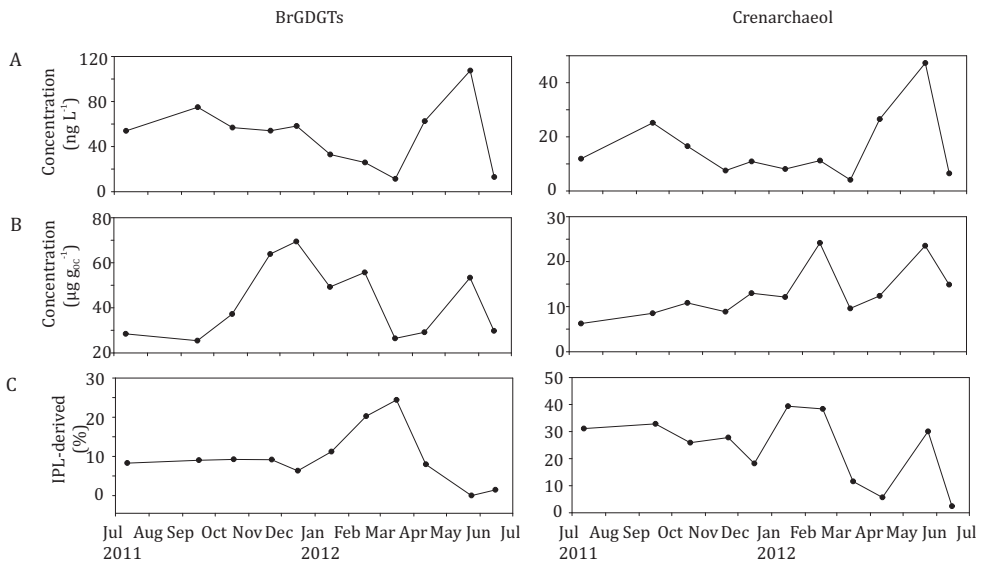 BrGDGTs
Crenarchaeol
A
Concentration
(ng L⁻¹)
120
80
40
0
40
20
0
B
Concentration
(µg gOC⁻¹)
80
60
40
20
30
20
10
0
C
IPL-derived
(%)
30
20
10
0
50
40
30
20
10
0
Jul Aug Sep Oct Nov Dec Jan Feb Mar Apr May Jun Jul
2011 2012
Jul Aug Sep Oct Nov Dec Jan Feb Mar Apr May Jun Jul
2011 2012